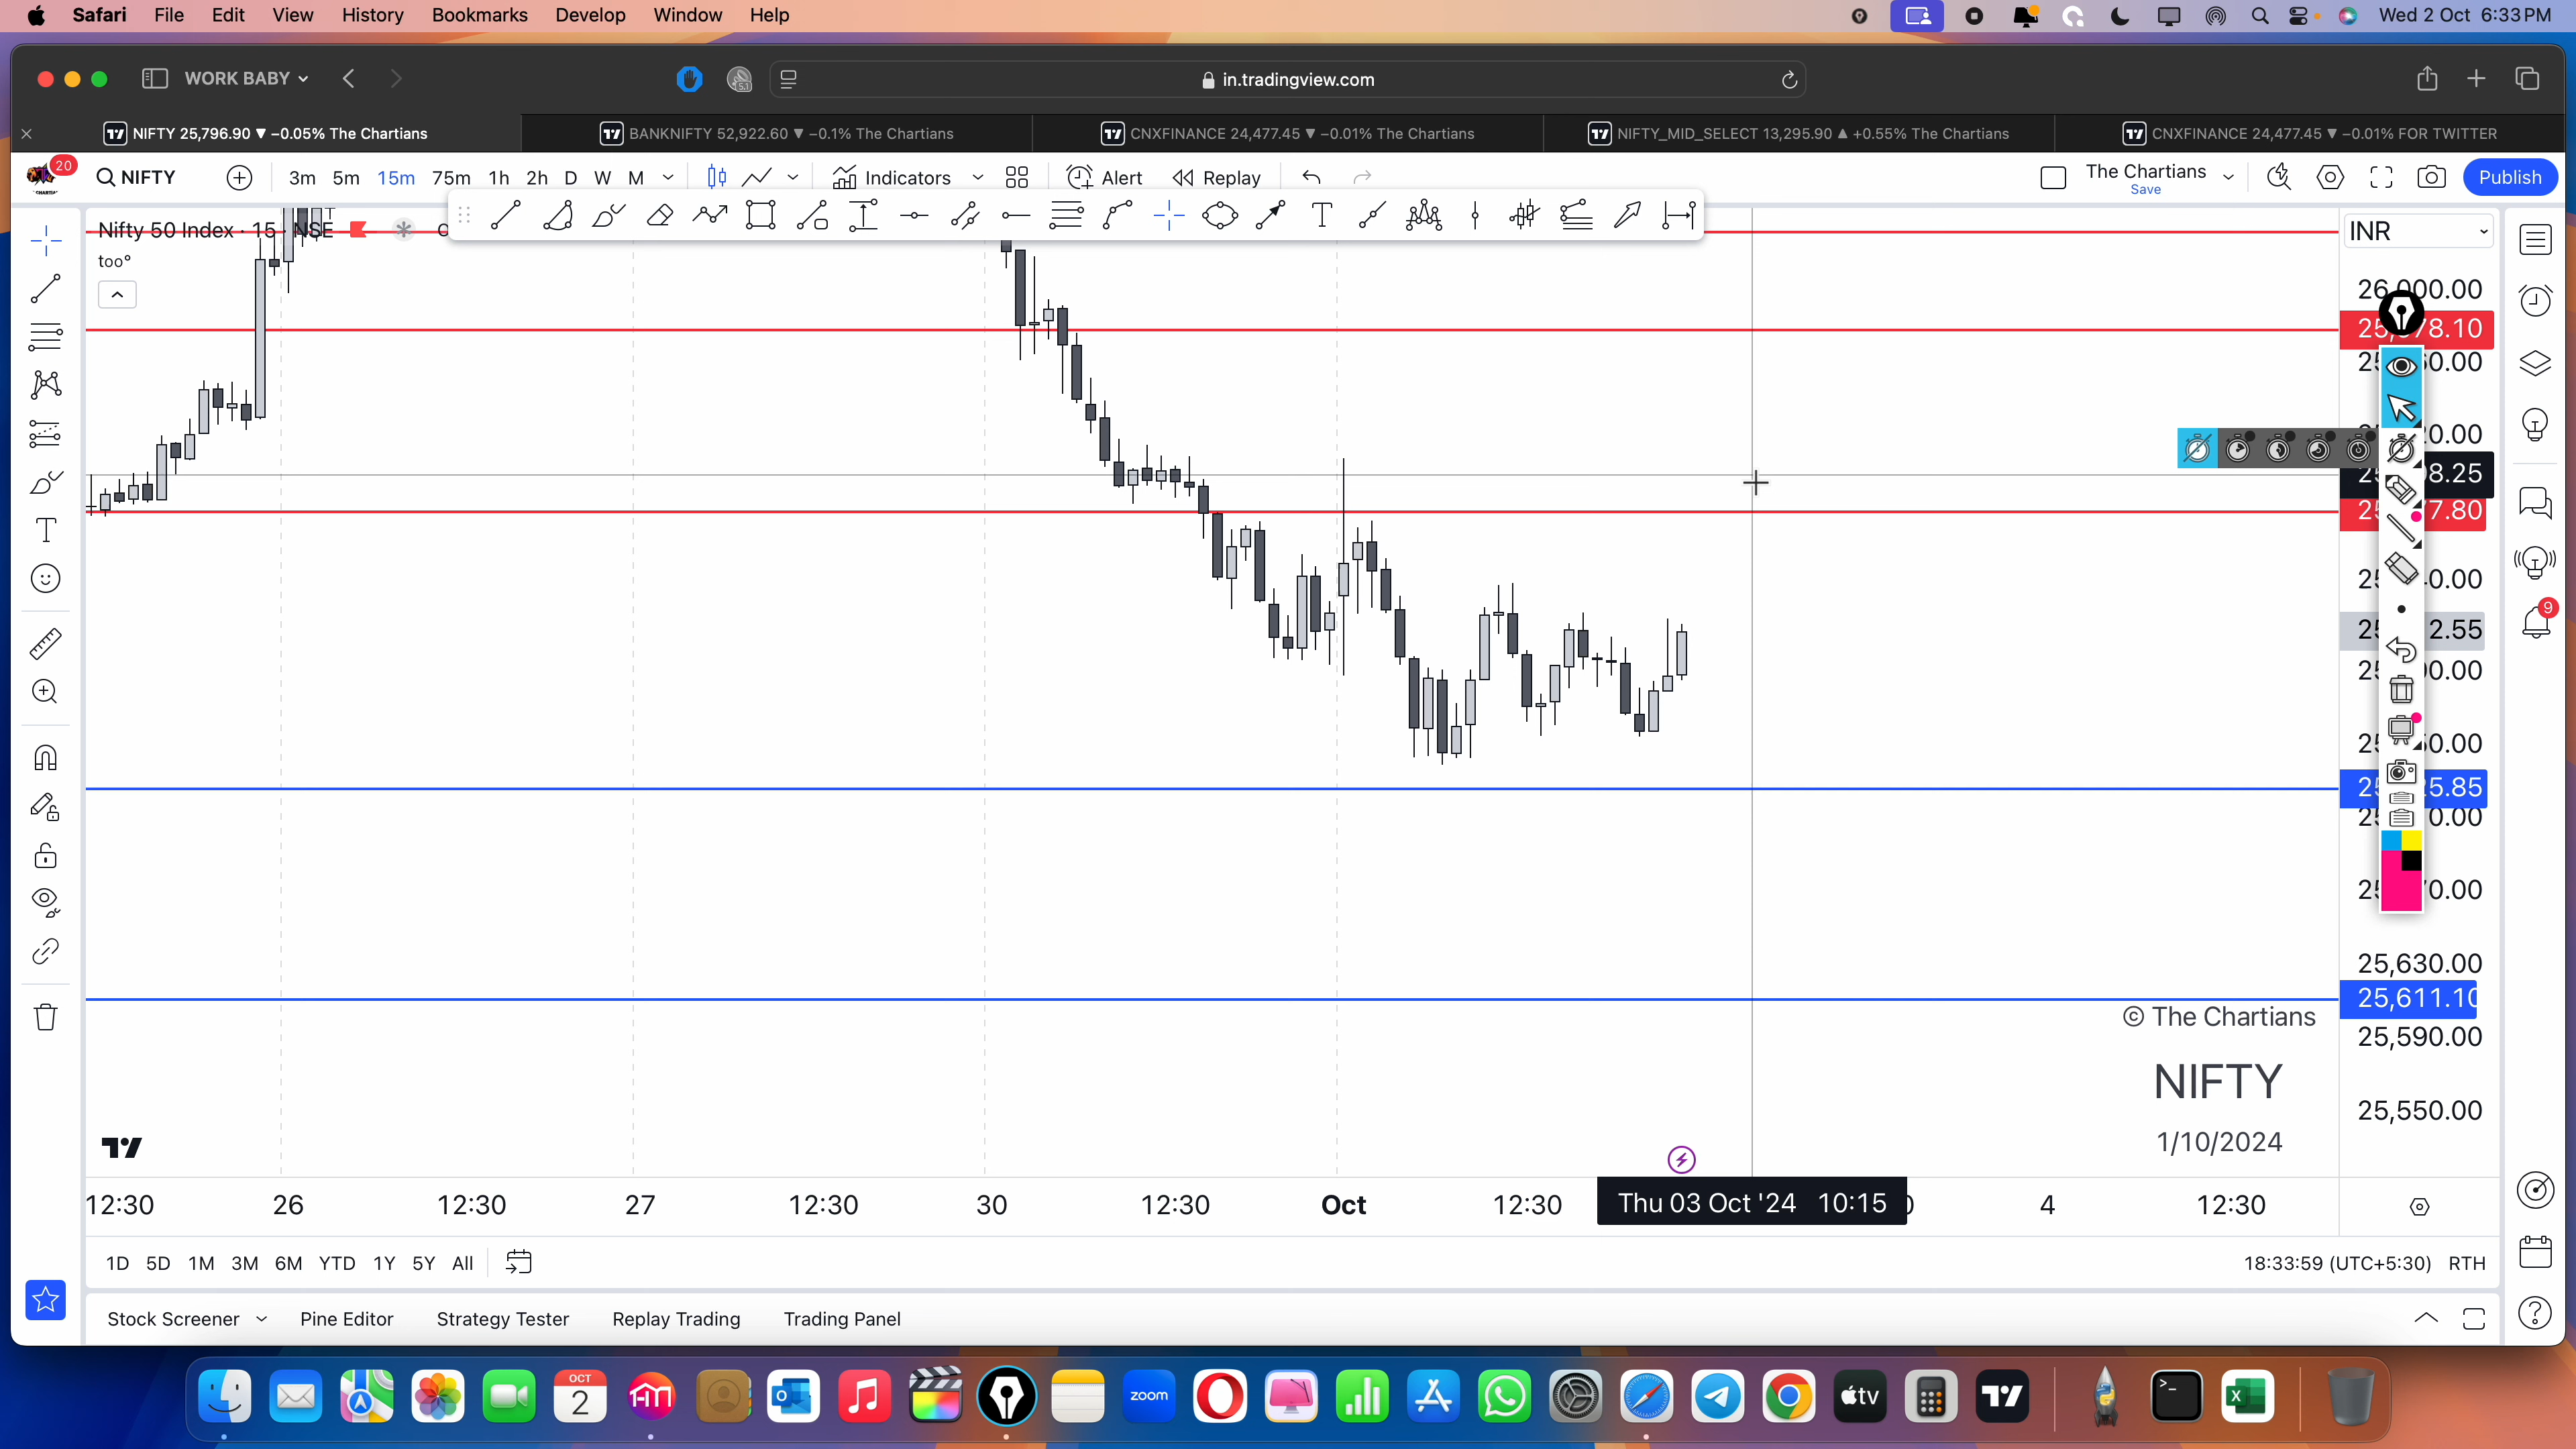 Safari File Edit View History Bookmarks Develop Window Help Wed 2 Oct 6:33 PM
WORK BABY in.tradingview.com
NIFTY 25,796.90 ▼ −0.05% The Chartians
BANKNIFTY 52,922.60 ▼ −0.1% The Chartians
CNXFINANCE 24,477.45 ▼ −0.01% The Chartians
NIFTY_MID_SELECT 13,295.90 ▲ +0.55% The Chartians
CNXFINANCE 24,477.45 ▼ −0.01% FOR TWITTER
20
NIFTY 3m 5m 15m 75m 1h 2h D W M Indicators Alert Replay
The Chartians
Save
Publish
Nifty 50 Index · 15 · NSE
too°
INR
25,630.00
25,611.10
25,590.00
25,550.00
9
© The Chartians
NIFTY
1/10/2024
12:30 26 12:30 27 12:30 30 12:30 Oct 12:30 Thu 03 Oct '24 10:15 4 12:30
1D 5D 1M 3M 6M YTD 1Y 5Y All 18:33:59 (UTC+5:30) RTH
Stock Screener Pine Editor Strategy Tester Replay Trading Trading Panel
OCT
2
zoom
tv